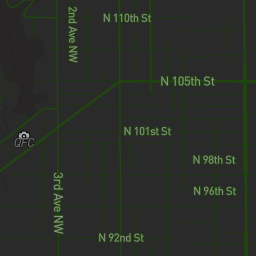 N 110th St
2nd Ave NW
N 105th St
N 101st St
QFC
N 98th St
3rd Ave NW
N 96th St
N 92nd St